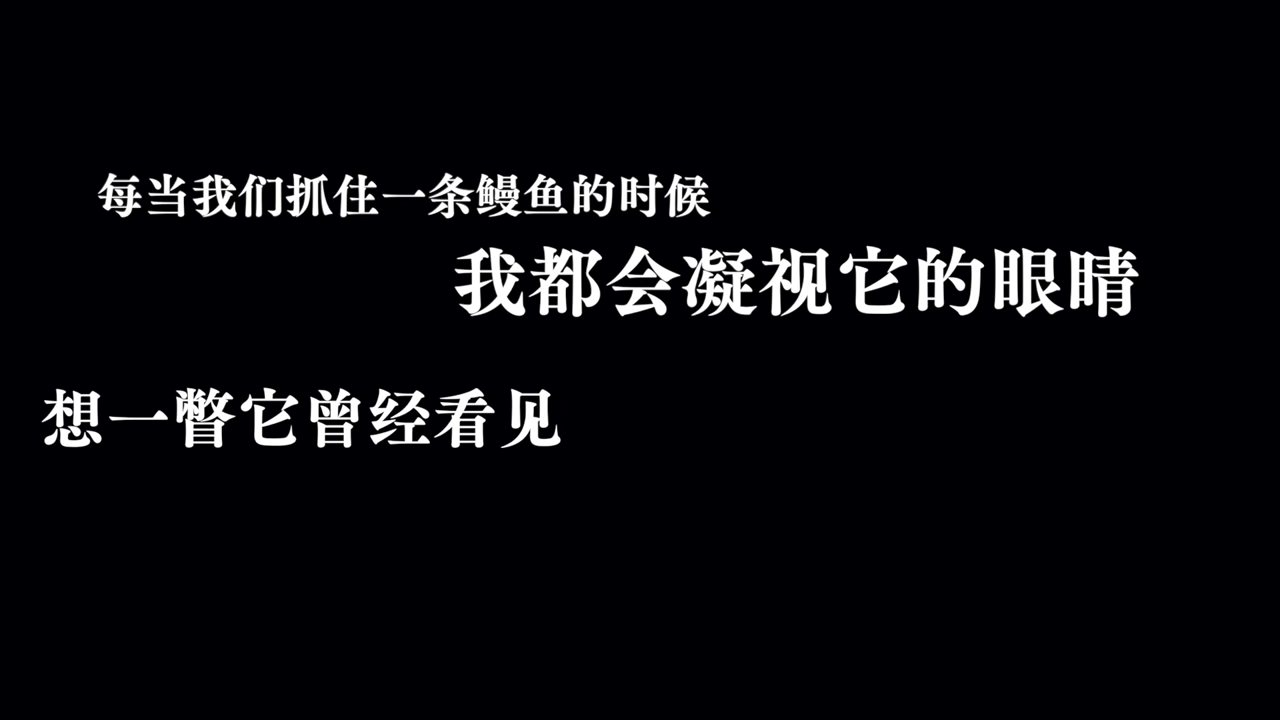 每当我们抓住一条鳗鱼的时候
我都会凝视它的眼睛
想一瞥它曾经看见